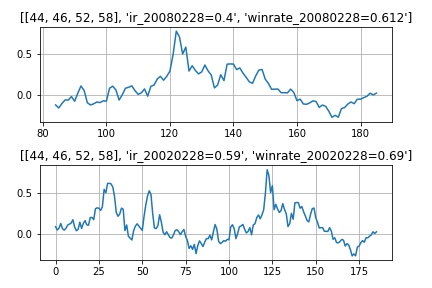 [[44, 46, 52, 58], 'ir_20080228=0.4', 'winrate_20080228=0.612']
0.5
0.0
80 100 120 140 160 180
[[44, 46, 52, 58], 'ir_20020228=0.59', 'winrate_20020228=0.69']
0.5
0.0
0 25 50 75 100 125 150 175